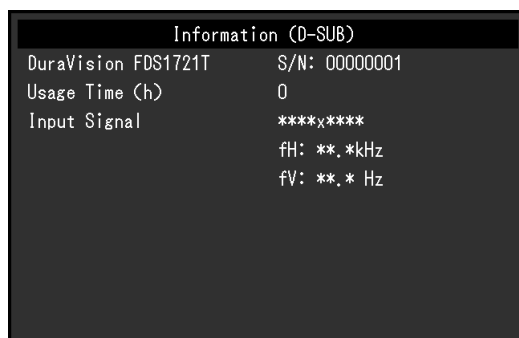 Information (D-SUB)
DuraVision FDS1721T S/N: 00000001
Usage Time (h) 0
Input Signal ****x****
fH: **.*kHz
fV: **.* Hz